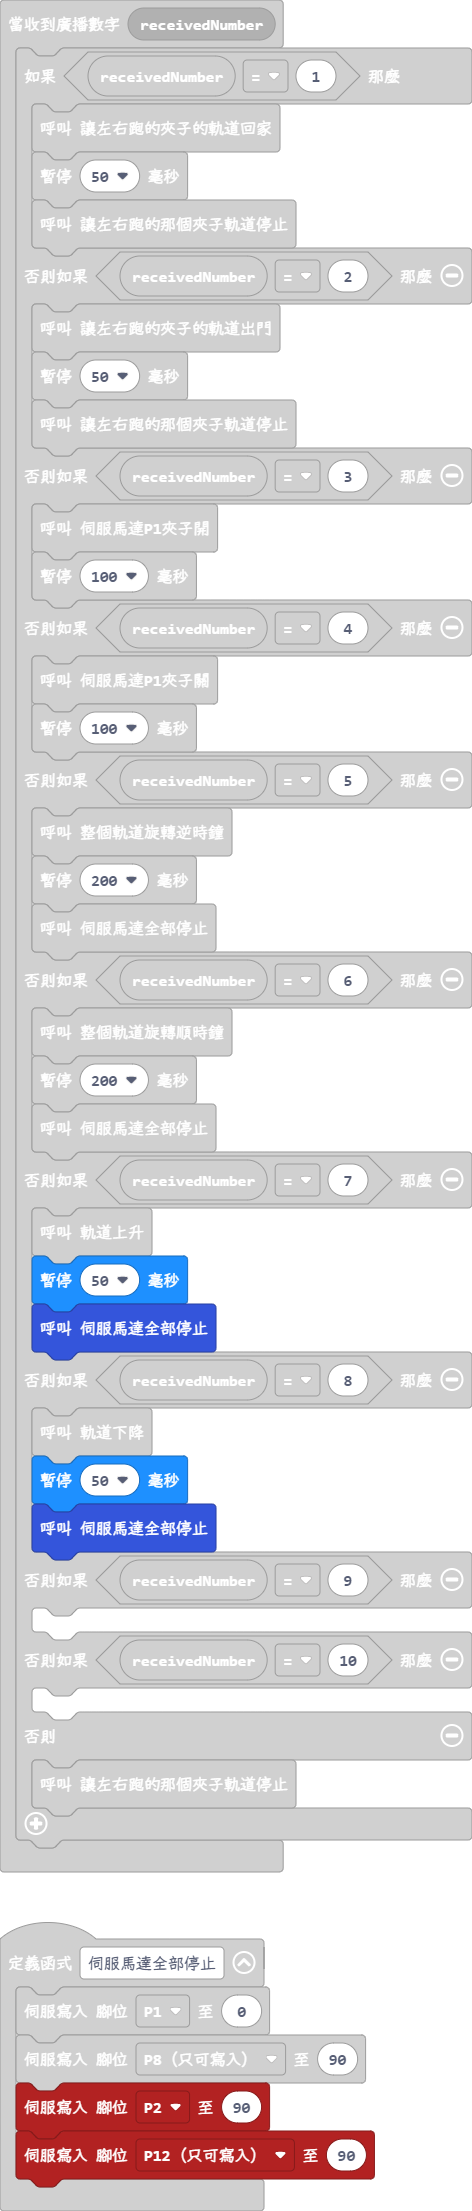 當收到廣播數字 receivedNumber
如果 receivedNumber = 1 那麼
呼叫 讓左右跑的夾子的軌道回家
暫停 50 毫秒
呼叫 讓左右跑的那個夾子軌道停止
否則如果 receivedNumber = 2 那麼
呼叫 讓左右跑的夾子的軌道出門
暫停 50 毫秒
呼叫 讓左右跑的那個夾子軌道停止
否則如果 receivedNumber = 3 那麼
呼叫 伺服馬達P1夾子開
暫停 100 毫秒
否則如果 receivedNumber = 4 那麼
呼叫 伺服馬達P1夾子關
暫停 100 毫秒
否則如果 receivedNumber = 5 那麼
呼叫 整個軌道旋轉逆時鐘
暫停 200 毫秒
呼叫 伺服馬達全部停止
否則如果 receivedNumber = 6 那麼
呼叫 整個軌道旋轉順時鐘
暫停 200 毫秒
呼叫 伺服馬達全部停止
否則如果 receivedNumber = 7 那麼
呼叫 軌道上升
暫停 50 毫秒
呼叫 伺服馬達全部停止
否則如果 receivedNumber = 8 那麼
呼叫 軌道下降
暫停 50 毫秒
呼叫 伺服馬達全部停止
否則如果 receivedNumber = 9 那麼
否則如果 receivedNumber = 10 那麼
否則
呼叫 讓左右跑的那個夾子軌道停止
定義函式 伺服馬達全部停止
伺服寫入 腳位 P1 至 0
伺服寫入 腳位 P8（只可寫入） 至 90
伺服寫入 腳位 P2 至 90
伺服寫入 腳位 P12（只可寫入） 至 90